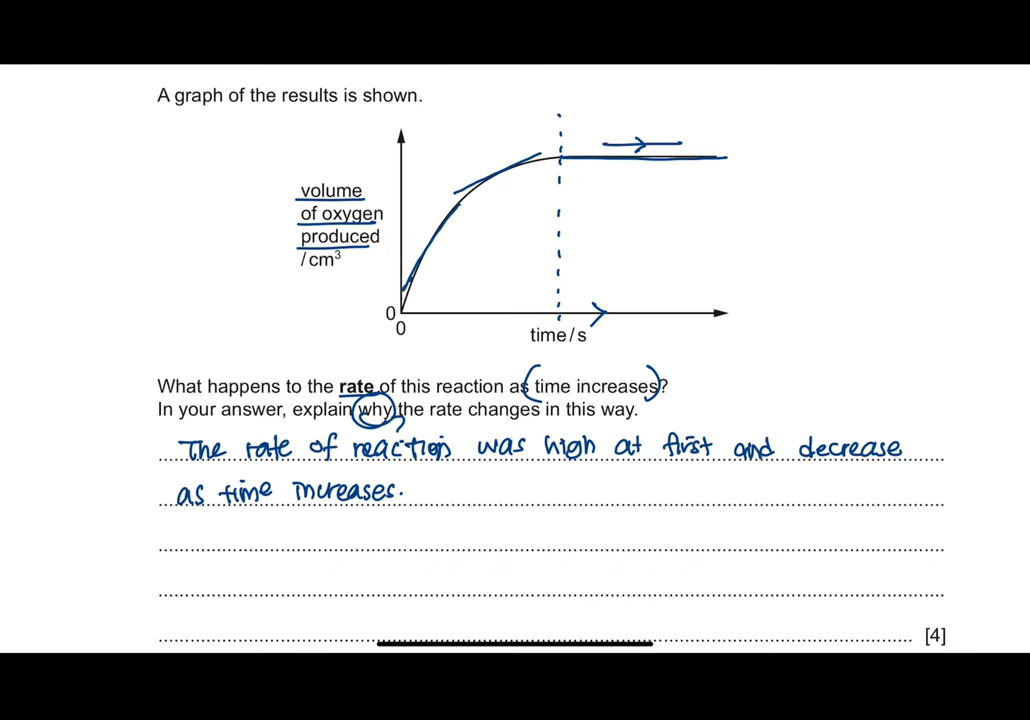 A graph of the results is shown.
volume
of oxygen
produced
/cm³
0
0
time/s
What happens to the rate of this reaction as time increases?
In your answer, explain why the rate changes in this way.
The rate of reaction was high at first and decrease
as time increases.
[4]